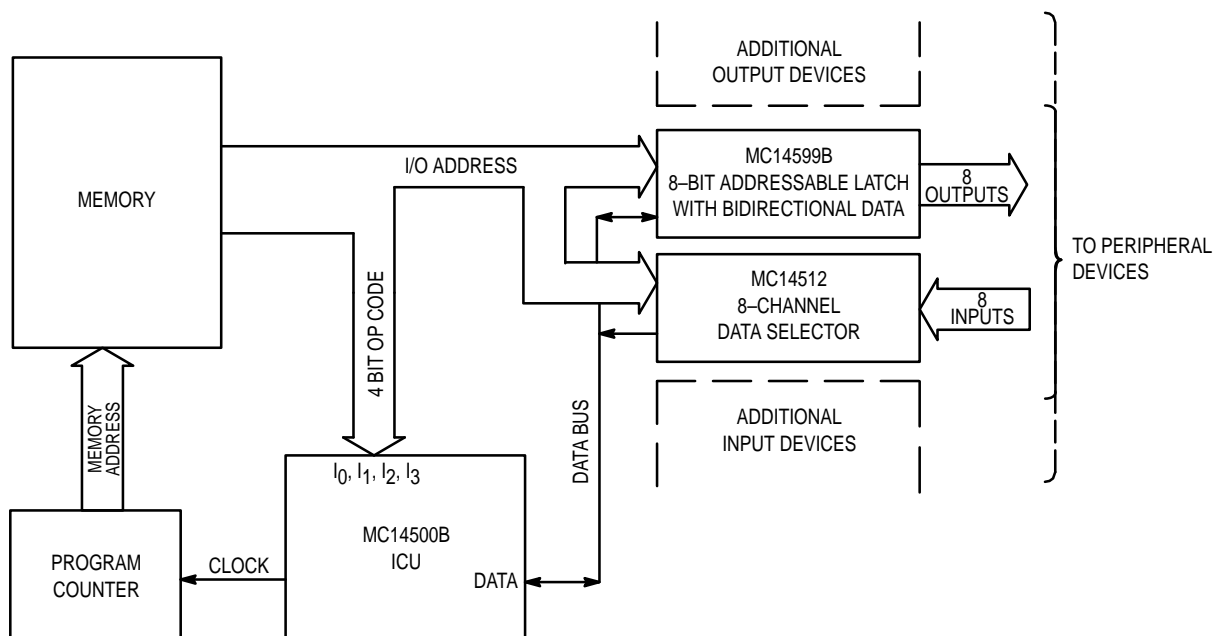 ADDITIONAL
OUTPUT DEVICES
MEMORY
I/O ADDRESS
MC14599B
8–BIT ADDRESSABLE LATCH
WITH BIDIRECTIONAL DATA
8
OUTPUTS
TO PERIPHERAL
DEVICES
MC14512
8–CHANNEL
DATA SELECTOR
8
INPUTS
4 BIT OP CODE
DATA BUS
MEMORY
ADDRESS
ADDITIONAL
INPUT DEVICES
I0, I1, I2, I3
MC14500B
ICU
DATA
CLOCK
PROGRAM
COUNTER